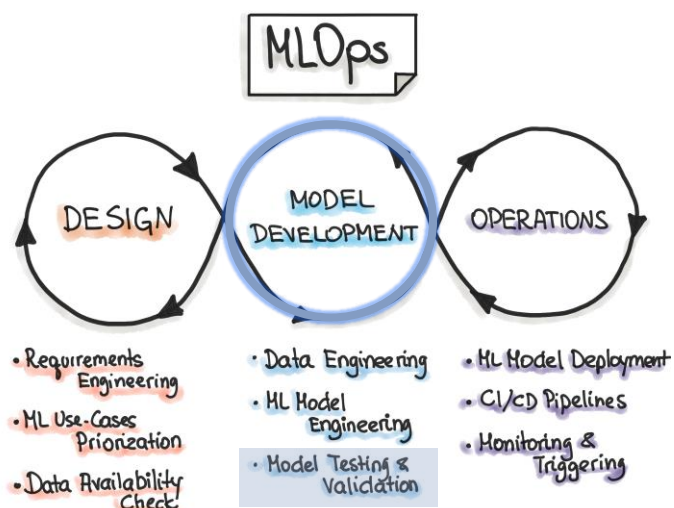 MLOps
DESIGN
MODEL
DEVELOPMENT
OPERATIONS
• Requirements
Engineering
• ML Use-Cases
Priorization
• Data Availability
Check
• Data Engineering
• ML Model
Engineering
• Model Testing &
Validation
• ML Model Deployment
• CI/CD Pipelines
• Monitoring &
Triggering